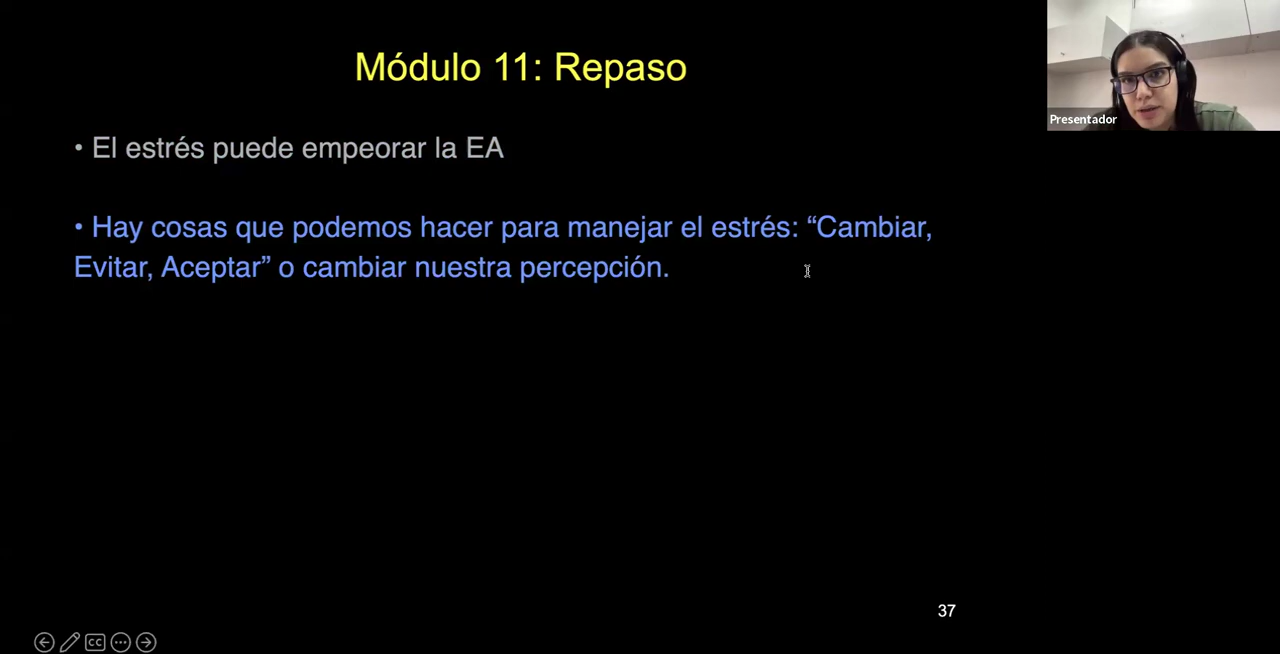 Módulo 11: Repaso
Presentador
• El estrés puede empeorar la EA
• Hay cosas que podemos hacer para manejar el estrés: “Cambiar,
Evitar, Aceptar” o cambiar nuestra percepción.
37
CC